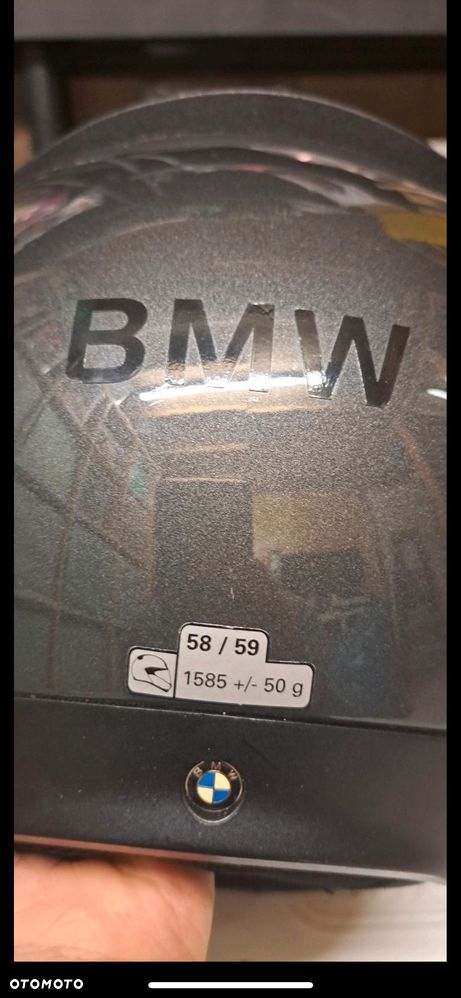 BMW
58 / 59
1585 +/- 50 g
BMW
OTOMOTO